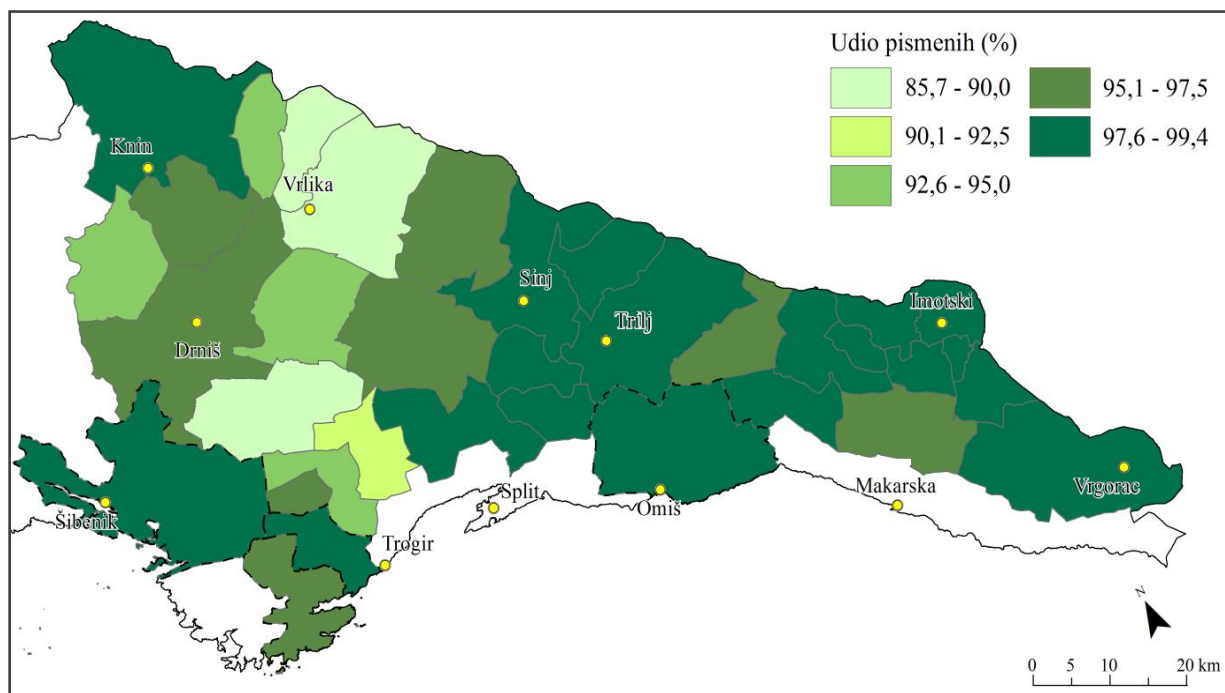 Udio pismenih (%)
85,7 - 90,0
90,1 - 92,5
92,6 - 95,0
95,1 - 97,5
97,6 - 99,4
Knin
Vrlika
Sinj
Imotski
Trilj
Drniš
Vrgorac
Split
Omiš
Makarska
Šibenik
Trogir
N
0 5 10 20 km